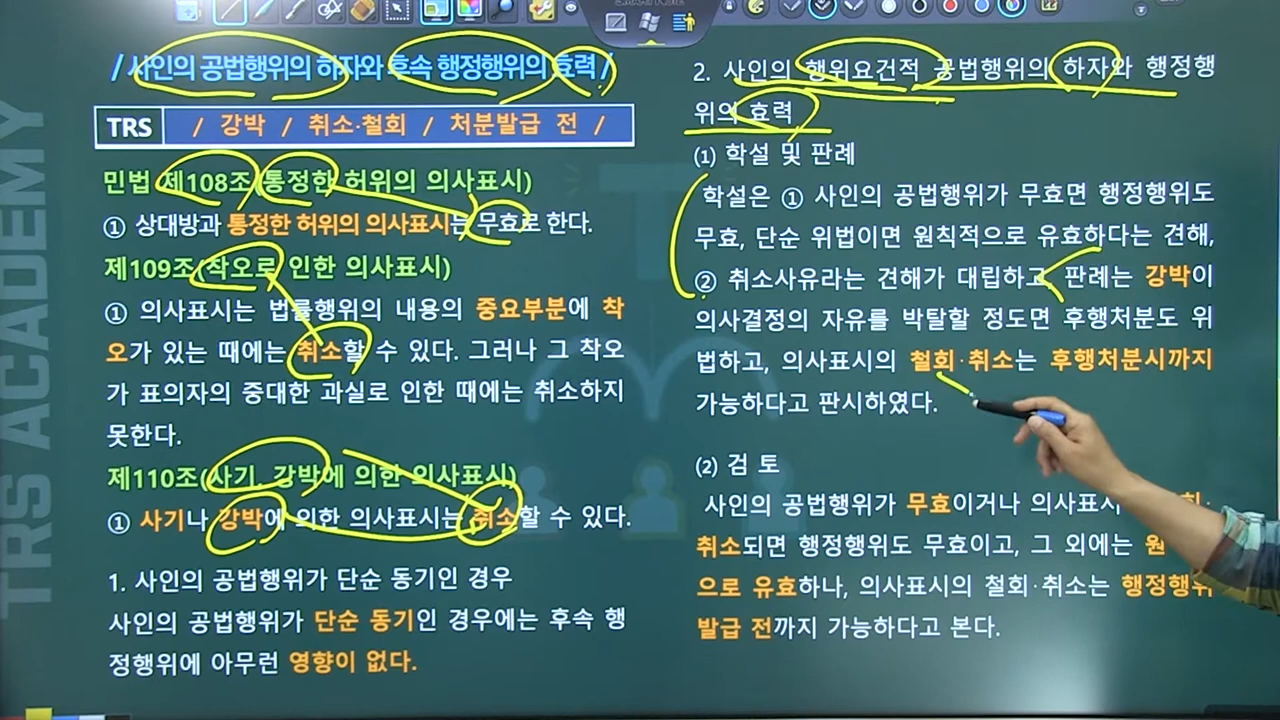 / 사인의 공법행위의 하자와 후속 행정행위의 효력 /
TRS / 강박 / 취소·철회 / 처분발급 전 /
민법 제108조(통정한 허위의 의사표시)
① 상대방과 통정한 허위의 의사표시는 무효로 한다.
제109조(착오로 인한 의사표시)
① 의사표시는 법률행위의 내용의 중요부분에 착
오가 있는 때에는 취소할 수 있다. 그러나 그 착오
가 표의자의 중대한 과실로 인한 때에는 취소하지
못한다.
제110조(사기, 강박에 의한 의사표시)
① 사기나 강박에 의한 의사표시는 취소할 수 있다.
1. 사인의 공법행위가 단순 동기인 경우
사인의 공법행위가 단순 동기인 경우에는 후속 행
정행위에 아무런 영향이 없다.
2. 사인의 행위요건적 공법행위의 하자와 행정행
위의 효력
(1) 학설 및 판례
학설은 ① 사인의 공법행위가 무효면 행정행위도
무효, 단순 위법이면 원칙적으로 유효하다는 견해,
② 취소사유라는 견해가 대립하고, 판례는 강박이
의사결정의 자유를 박탈할 정도면 후행처분도 위
법하고, 의사표시의 철회·취소는 후행처분시까지
가능하다고 판시하였다.
(2) 검 토
사인의 공법행위가 무효이거나 의사표시
취소되면 행정행위도 무효이고, 그 외에는 원
으로 유효하나, 의사표시의 철회·취소는 행정행위
발급 전까지 가능하다고 본다.
TRS ACADEMY